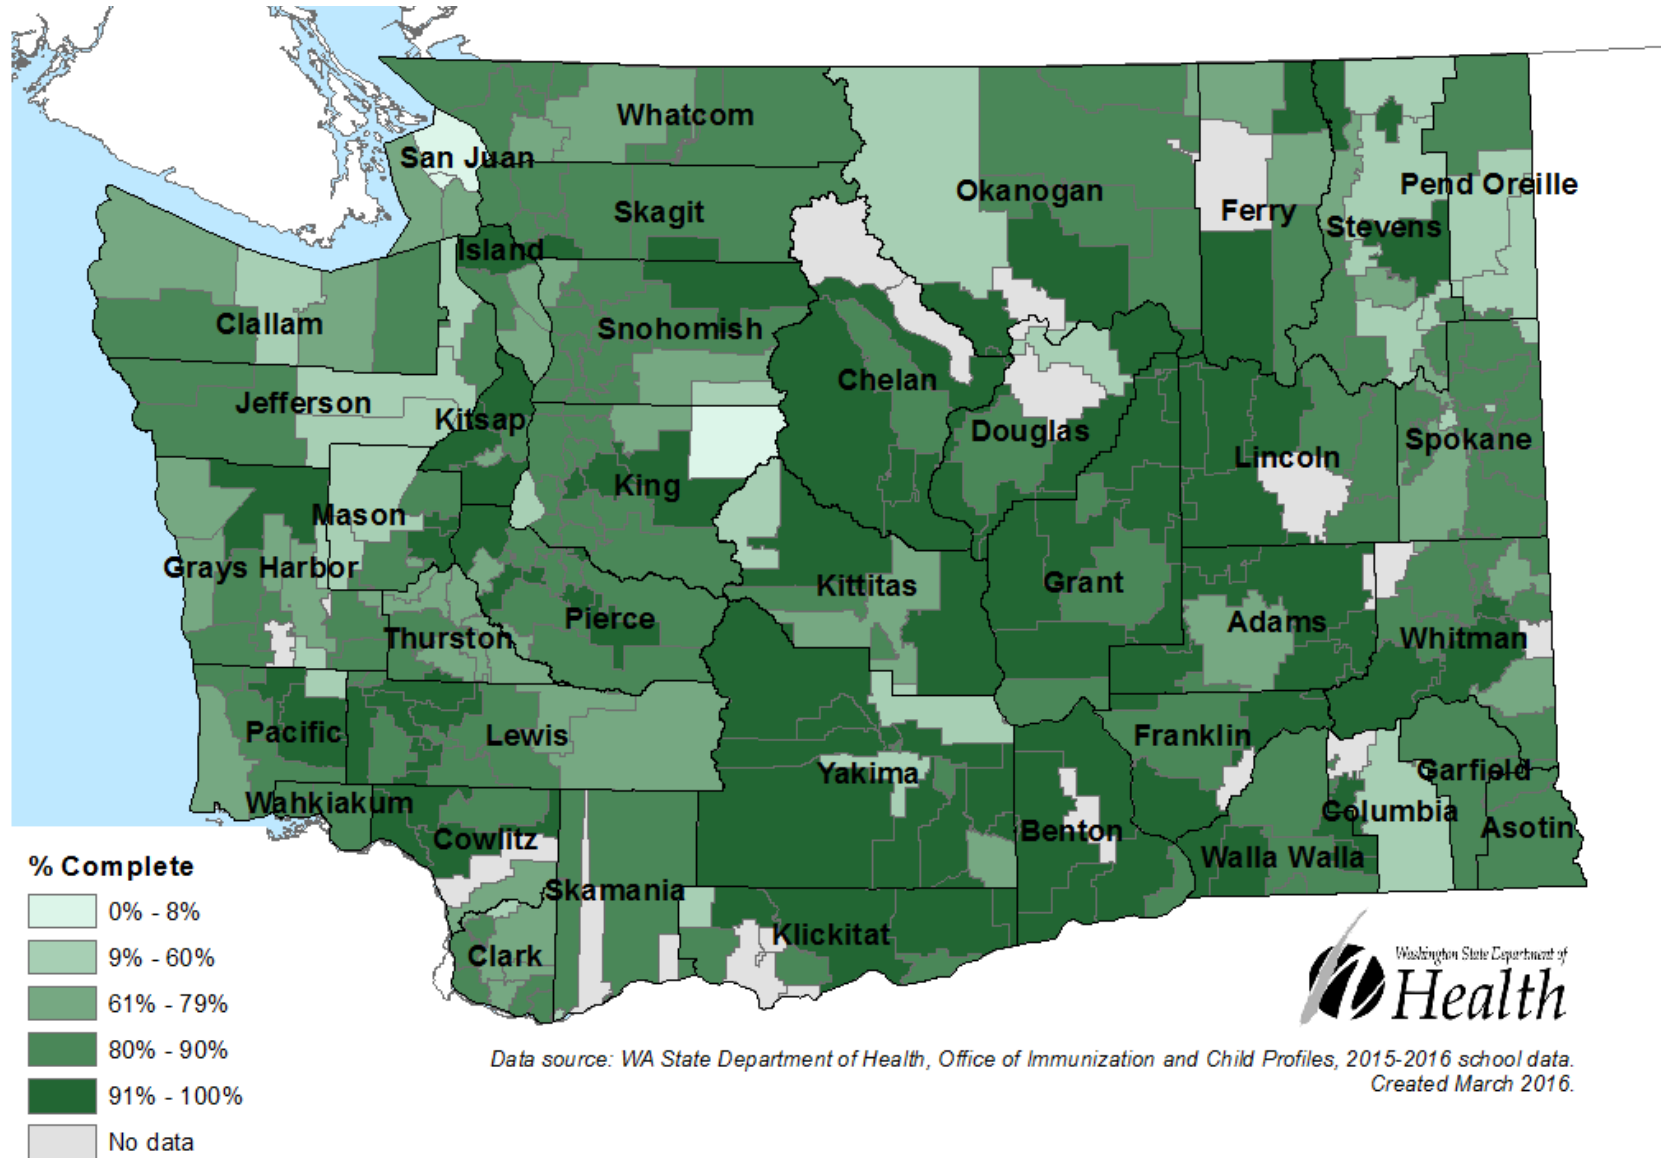 Whatcom
San Juan
Okanogan
Pend Oreille
Skagit
Ferry
Stevens
Island
Clallam
Snohomish
Chelan
Jefferson
Kitsap
Douglas
Spokane
Lincoln
King
Mason
Grays Harbor
Kittitas
Grant
Pierce
Adams
Thurston
Whitman
Pacific
Lewis
Franklin
Yakima
Garfield
Wahkiakum
Columbia
Cowlitz
Benton
Asotin
Walla Walla
Skamania
Klickitat
Clark
% Complete
0% - 8%
9% - 60%
61% - 79%
80% - 90%
91% - 100%
No data
Washington State Department of
Health
Data source: WA State Department of Health, Office of Immunization and Child Profiles, 2015-2016 school data.
Created March 2016.